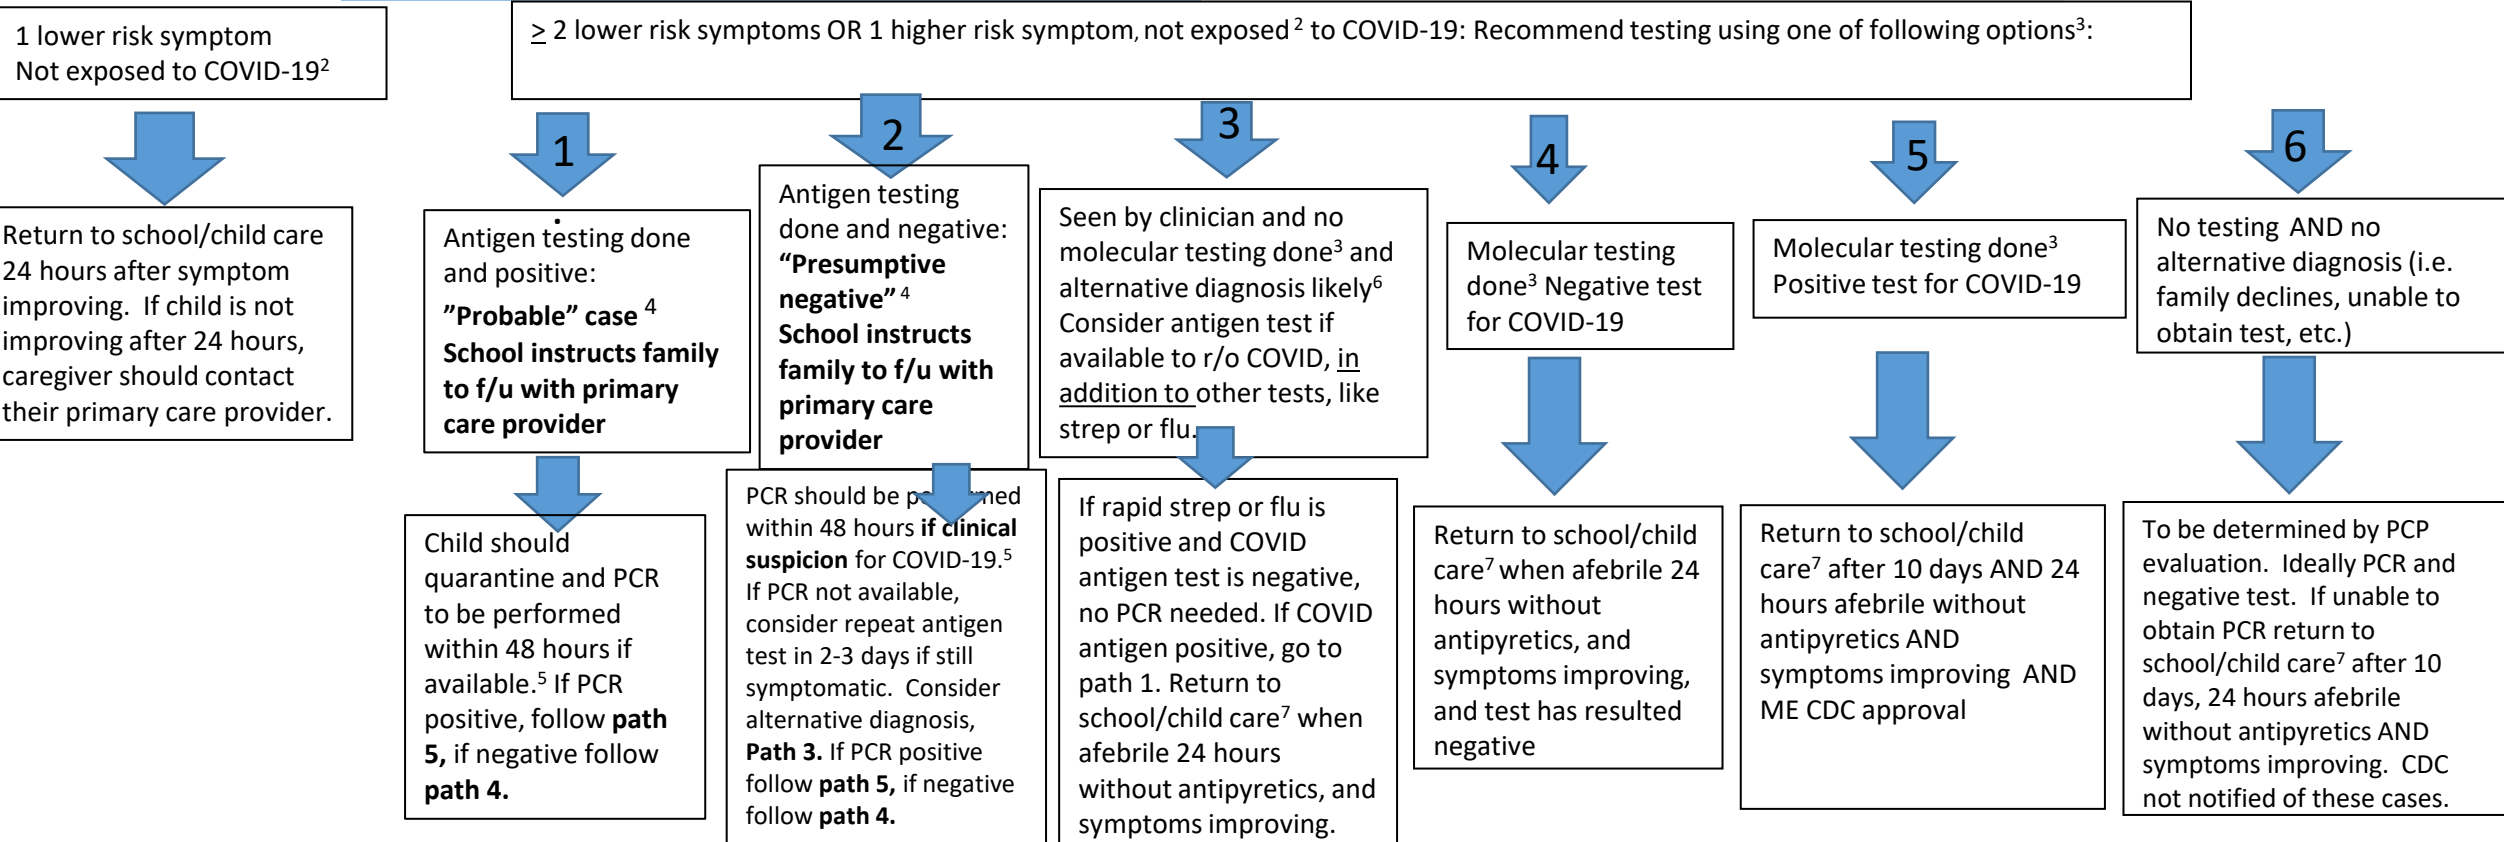 1 lower risk symptom
Not exposed to COVID-19²
≥ 2 lower risk symptoms OR 1 higher risk symptom, not exposed ² to COVID-19: Recommend testing using one of following options³:
Return to school/child care
24 hours after symptom
improving. If child is not
improving after 24 hours,
caregiver should contact
their primary care provider.
1
Antigen testing done
and positive:
”Probable” case ⁴
School instructs family
to f/u with primary
care provider
Child should
quarantine and PCR
to be performed
within 48 hours if
available.⁵ If PCR
positive, follow path
5, if negative follow
path 4.
2
Antigen testing
done and negative:
“Presumptive
negative” ⁴
School instructs
family to f/u with
primary care
provider
PCR should be performed
within 48 hours if clinical
suspicion for COVID-19.⁵
If PCR not available,
consider repeat antigen
test in 2-3 days if still
symptomatic. Consider
alternative diagnosis,
Path 3. If PCR positive
follow path 5, if negative
follow path 4.
3
Seen by clinician and no
molecular testing done³ and
alternative diagnosis likely⁶
Consider antigen test if
available to r/o COVID, in
addition to other tests, like
strep or flu.
If rapid strep or flu is
positive and COVID
antigen test is negative,
no PCR needed. If COVID
antigen positive, go to
path 1. Return to
school/child care⁷ when
afebrile 24 hours
without antipyretics, and
symptoms improving.
4
Molecular testing
done³ Negative test
for COVID-19
Return to school/child
care⁷ when afebrile 24
hours without
antipyretics, and
symptoms improving,
and test has resulted
negative
5
Molecular testing done³
Positive test for COVID-19
Return to school/child
care⁷ after 10 days AND 24
hours afebrile without
antipyretics AND
symptoms improving AND
ME CDC approval
6
No testing AND no
alternative diagnosis (i.e.
family declines, unable to
obtain test, etc.)
To be determined by PCP
evaluation. Ideally PCR and
negative test. If unable to
obtain PCR return to
school/child care⁷ after 10
days, 24 hours afebrile
without antipyretics AND
symptoms improving. CDC
not notified of these cases.